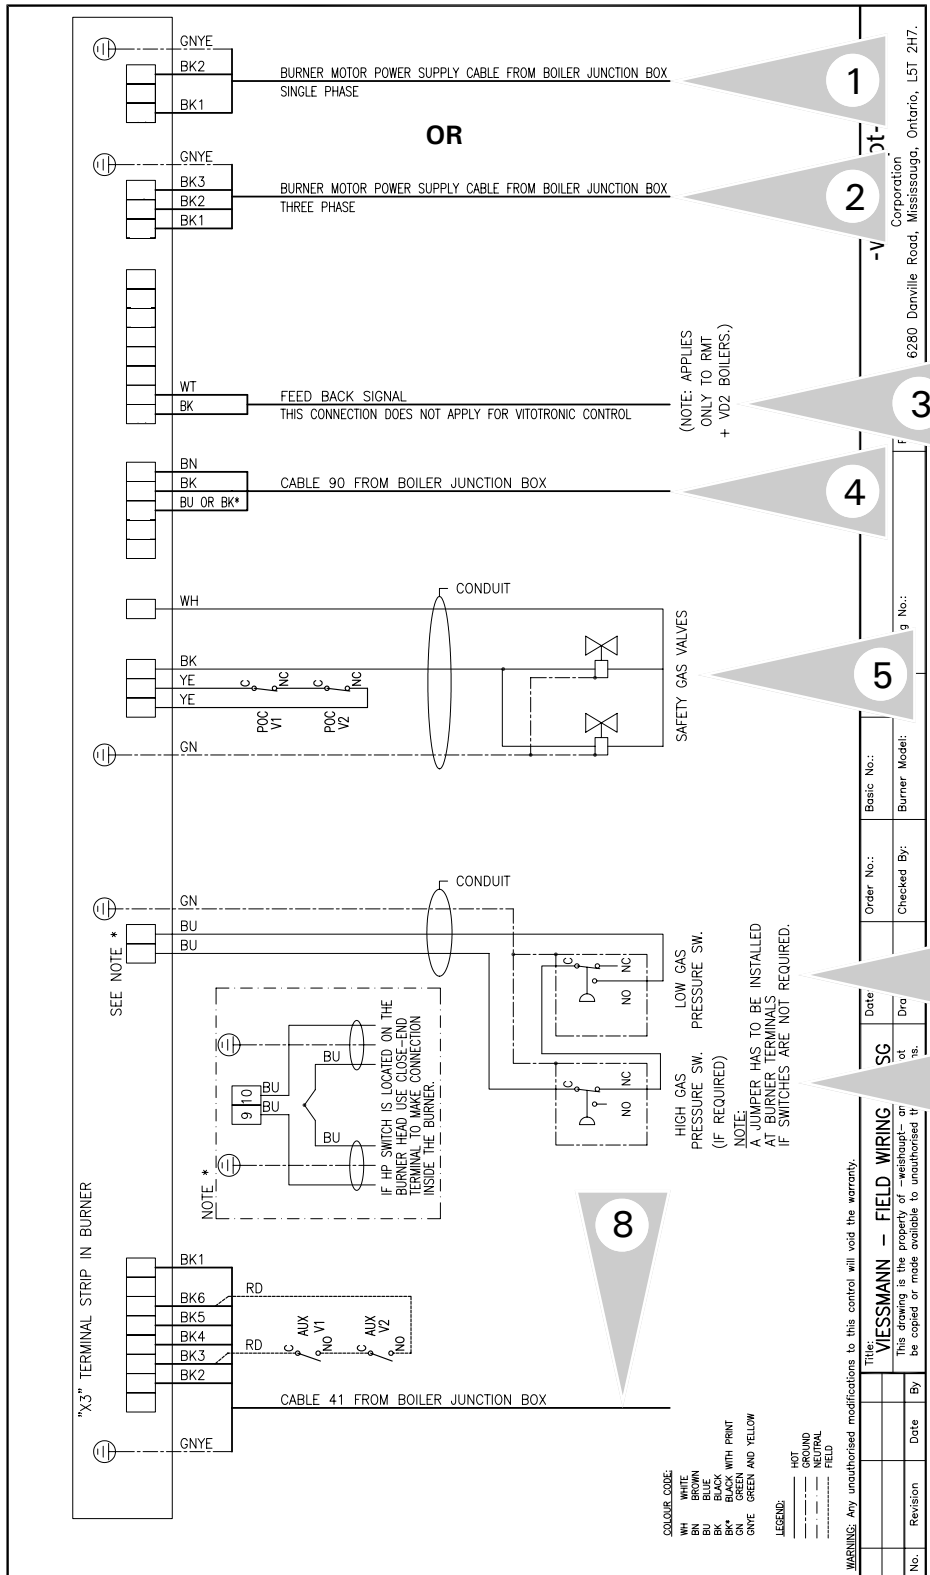 GNYE
BK2
BK1
BURNER MOTOR POWER SUPPLY CABLE FROM BOILER JUNCTION BOX
SINGLE PHASE
1
OR
GNYE
BK3
BK2
BK1
BURNER MOTOR POWER SUPPLY CABLE FROM BOILER JUNCTION BOX
THREE PHASE
2
WT
BK
FEED BACK SIGNAL
THIS CONNECTION DOES NOT APPLY FOR VITOTRONIC CONTROL
(NOTE: APPLIES
ONLY TO RMT
+ VD2 BOILERS.)
3
BN
BK
BU OR BK*
CABLE 90 FROM BOILER JUNCTION BOX
4
WH
BK
YE
YE
GN
C
NC
POC
V1
C
NC
POC
V2
CONDUIT
SAFETY GAS VALVES
5
GN
BU
BU
SEE NOTE *
CONDUIT
C
NC
NO
LOW GAS
PRESSURE SW.
C
NC
NO
HIGH GAS
PRESSURE SW.
(IF REQUIRED)
NOTE:
A JUMPER HAS TO BE INSTALLED
AT BURNER TERMINALS
IF SWITCHES ARE NOT REQUIRED.
NOTE *
9 10
BU
BU
BU
BU
IF HP SWITCH IS LOCATED ON THE
BURNER HEAD USE CLOSE-END
TERMINAL TO MAKE CONNECTION
INSIDE THE BURNER.
8
"X3" TERMINAL STRIP IN BURNER
BK1
BK6
BK5
BK4
BK3
BK2
GNYE
RD
RD
C
NO
AUX
V1
C
NO
AUX
V2
CABLE 41 FROM BOILER JUNCTION BOX
COLOUR CODE:
WH WHITE
BN BROWN
BU BLUE
BK BLACK
BK* BLACK WITH PRINT
GN GREEN
GNYE GREEN AND YELLOW
LEGEND:
HOT
GROUND
NEUTRAL
FIELD
WARNING: Any unauthorised modifications to this control will void the warranty.
Corporation
6280 Danville Road, Mississauga, Ontario, L5T 2H7.
Basic No.:
Burner Model:
No.:
Order No.:
Checked By:
Date
Title:
VIESSMANN – FIELD WIRING
SG
This drawing is the property of -weishaupt-
be copied or made available to unauthorised
No.
Revision
Date
By